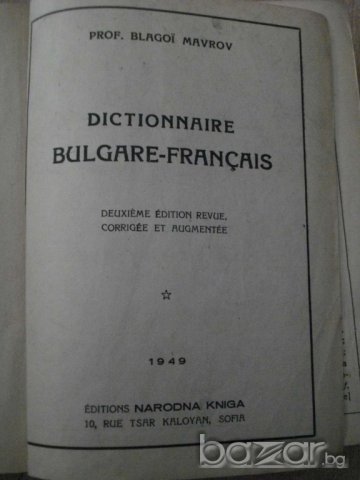 PROF. BLAGOÏ MAVROV
DICTIONNAIRE
BULGARE-FRANÇAIS
DEUXIÈME ÉDITION REVUE,
CORRIGÉE ET AUGMENTÉE
1949
ÉDITIONS NARODNA KNIGA
10, RUE TSAR KALOYAN, SOFIA
bazar.bg